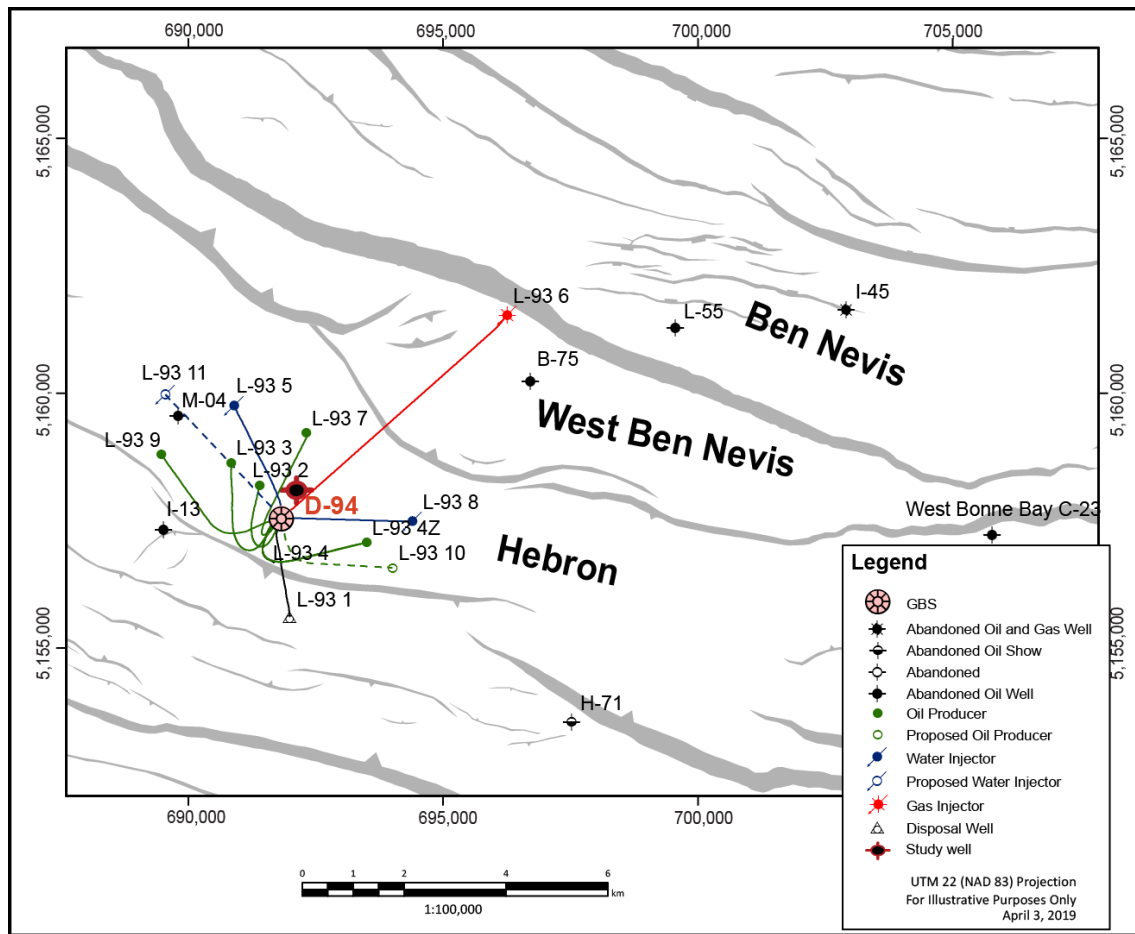 690,000
695,000
700,000
705,000
5,165,000
5,165,000
L-93 6
I-45
L-55
Ben Nevis
B-75
5,160,000
5,160,000
L-93 11
L-93 5
M-04
West Ben Nevis
L-93 7
L-93 9
L-93 3
L-93 2
D-94
I-13
L-93 8
L-93 4Z
West Bonne Bay C-23
L-93 4
L-93 10
Hebron
L-93 1
5,155,000
5,155,000
H-71
Legend
GBS
Abandoned Oil and Gas Well
Abandoned Oil Show
Abandoned
Abandoned Oil Well
Oil Producer
Proposed Oil Producer
Water Injector
Proposed Water Injector
Gas Injector
Disposal Well
Study well
UTM 22 (NAD 83) Projection
For Illustrative Purposes Only
April 3, 2019
690,000
695,000
700,000
0
1
2
4
6
km
1:100,000